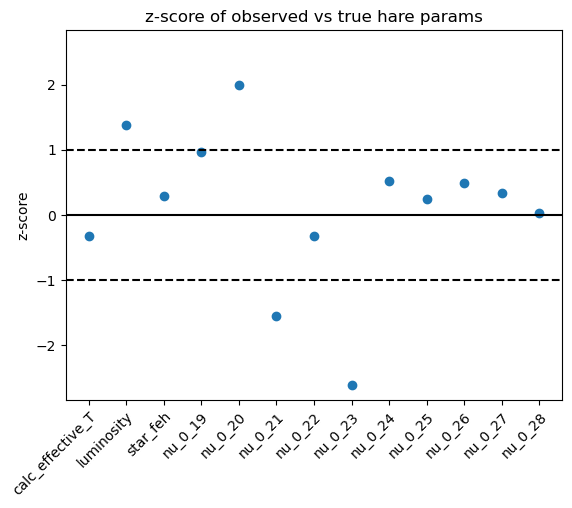 z-score of observed vs true hare params
z-score
2
1
0
−1
−2
calc_effective_T
luminosity
star_feh
nu_0_19
nu_0_20
nu_0_21
nu_0_22
nu_0_23
nu_0_24
nu_0_25
nu_0_26
nu_0_27
nu_0_28